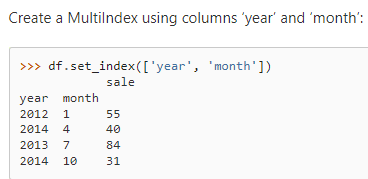 Create a MultiIndex using columns ‘year’ and ‘month’:
>>> df.set_index(['year', 'month'])
            sale
year  month
2012  1     55
2014  4     40
2013  7     84
2014  10    31